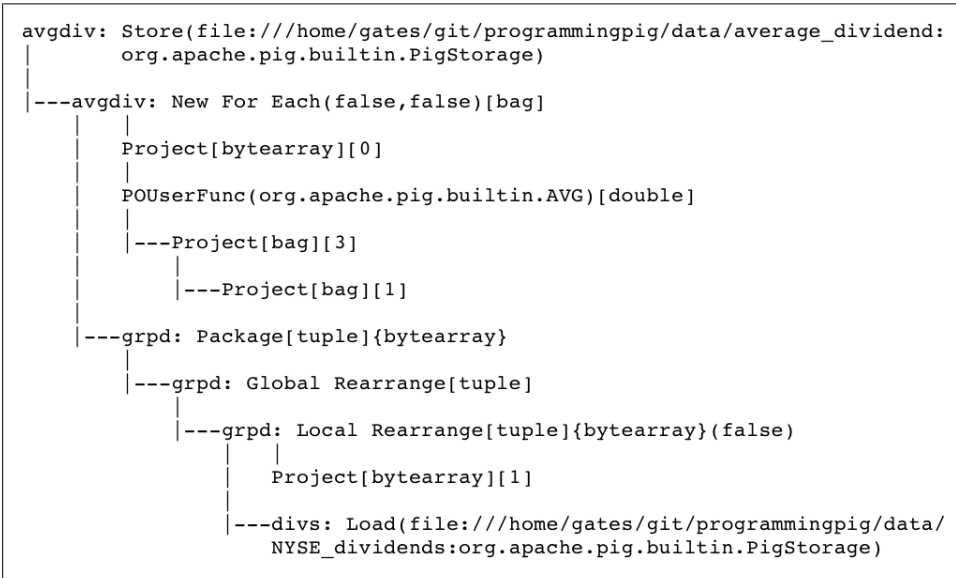 avgdiv: Store(file:///home/gates/git/programmingpig/data/average_dividend:
|       org.apache.pig.builtin.PigStorage)
|
|---avgdiv: New For Each(false,false)[bag]
    |   |
    |   Project[bytearray][0]
    |   |
    |   POUserFunc(org.apache.pig.builtin.AVG)[double]
    |   |
    |   |---Project[bag][3]
    |       |
    |       |---Project[bag][1]
    |
    |---grpd: Package[tuple]{bytearray}
        |
        |---grpd: Global Rearrange[tuple]
            |
            |---grpd: Local Rearrange[tuple]{bytearray}(false)
                |   |
                |   Project[bytearray][1]
                |
                |---divs: Load(file:///home/gates/git/programmingpig/data/
                    NYSE_dividends:org.apache.pig.builtin.PigStorage)